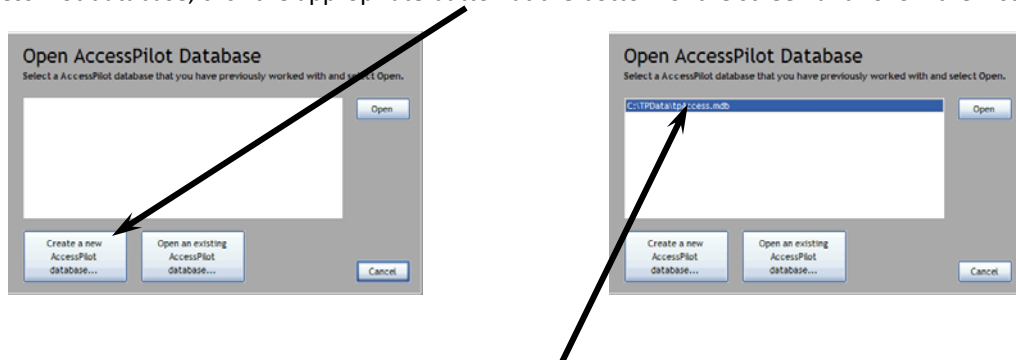 Open AccessPilot Database
Select a AccessPilot database that you have previously worked with and select Open.
Open
Create a new
AccessPilot
database...
Open an existing
AccessPilot
database...
Cancel
Open AccessPilot Database
Select a AccessPilot database that you have previously worked with and select Open.
C:\TPData\tpAccess.mdb
Open
Create a new
AccessPilot
database...
Open an existing
AccessPilot
database...
Cancel